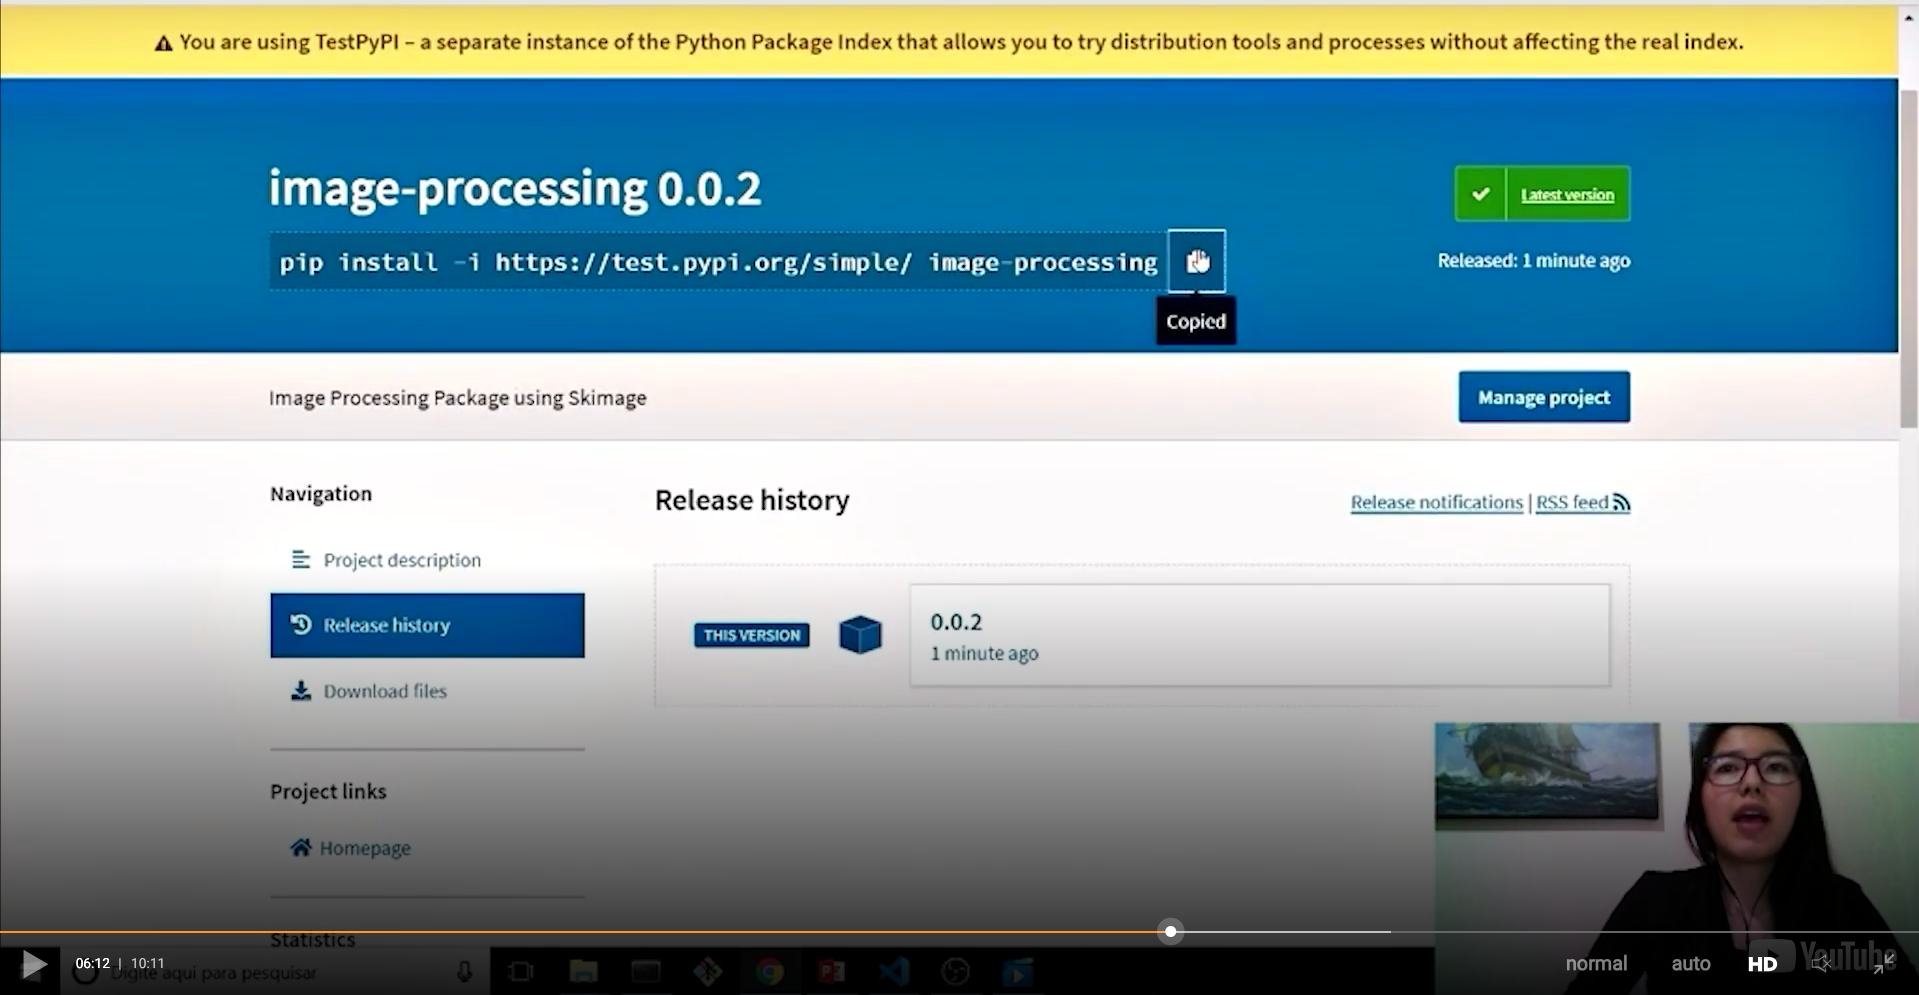 You are using TestPyPI – a separate instance of the Python Package Index that allows you to try distribution tools and processes without affecting the real index.
image-processing 0.0.2
Latest version
pip install -i https://test.pypi.org/simple/ image-processing
Released: 1 minute ago
Copied
Image Processing Package using Skimage
Manage project
Navigation
Release history
Release notifications | RSS feed
Project description
Release history
THIS VERSION
0.0.2
1 minute ago
Download files
Project links
Homepage
Statistics
06:12 | 10:11
Digite aqui para pesquisar
normal
auto
HD
YouTube